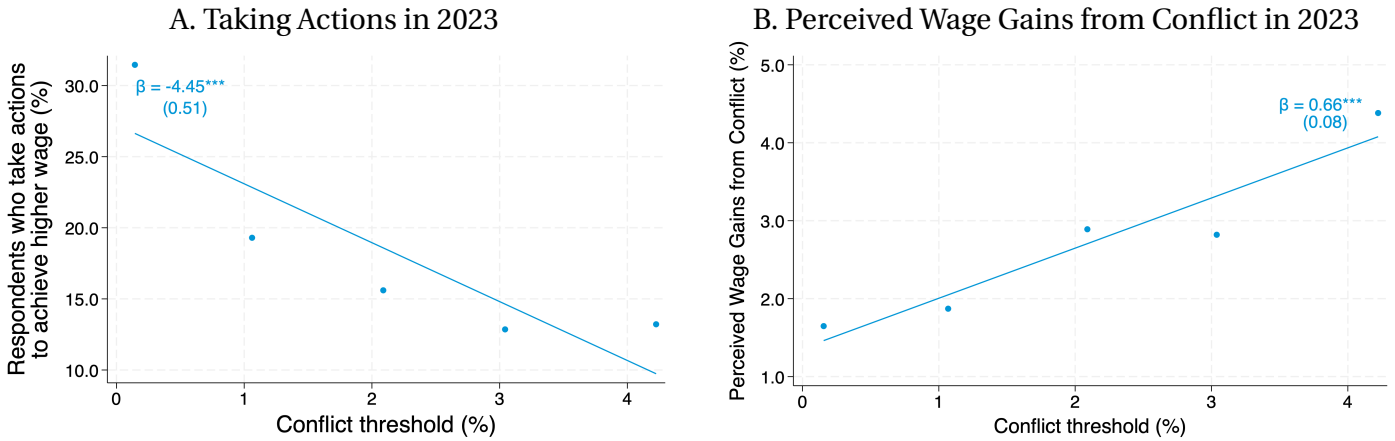 A. Taking Actions in 2023
Respondents who take actions
to achieve higher wage (%)
30.0
25.0
20.0
15.0
10.0
β = -4.45***
(0.51)
0 1 2 3 4
Conflict threshold (%)
B. Perceived Wage Gains from Conflict in 2023
Perceived Wage Gains from Conflict (%)
5.0
4.0
3.0
2.0
1.0
β = 0.66***
(0.08)
0 1 2 3 4
Conflict threshold (%)